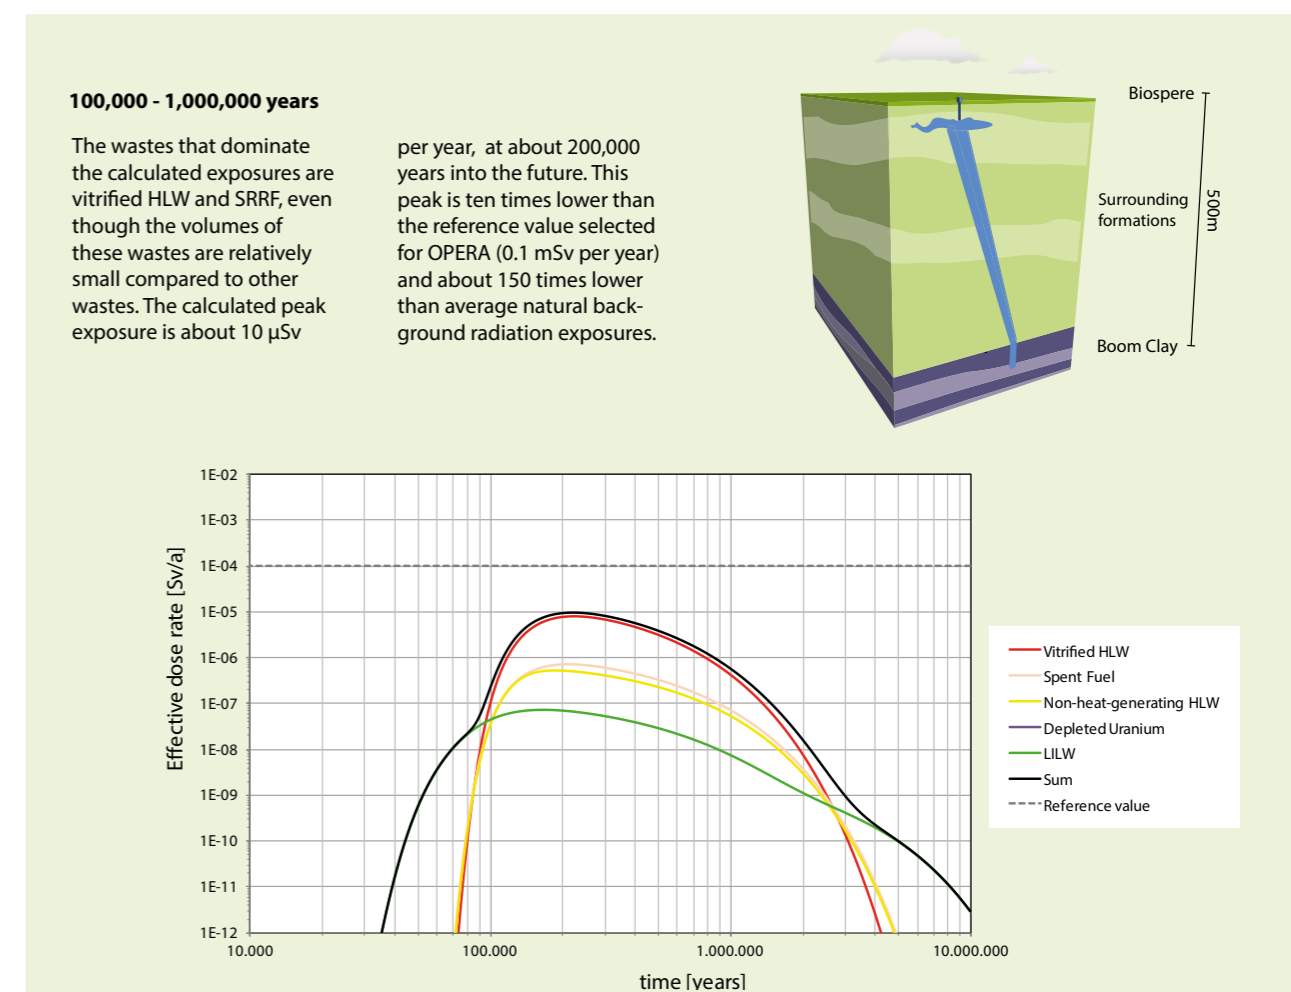 100,000 - 1,000,000 years
The wastes that dominate
the calculated exposures are
vitrified HLW and SRRF, even
though the volumes of
these wastes are relatively
small compared to other
wastes. The calculated peak
exposure is about 10 µSv
per year, at about 200,000
years into the future. This
peak is ten times lower than
the reference value selected
for OPERA (0.1 mSv per year)
and about 150 times lower
than average natural back-
ground radiation exposures.
Biospere
Surrounding
formations
500m
Boom Clay
Effective dose rate [Sv/a]
1E-02
1E-03
1E-04
1E-05
1E-06
1E-07
1E-08
1E-09
1E-10
1E-11
1E-12
10.000
100.000
1.000.000
10.000.000
time [years]
Vitrified HLW
Spent Fuel
Non-heat-generating HLW
Depleted Uranium
LILW
Sum
Reference value